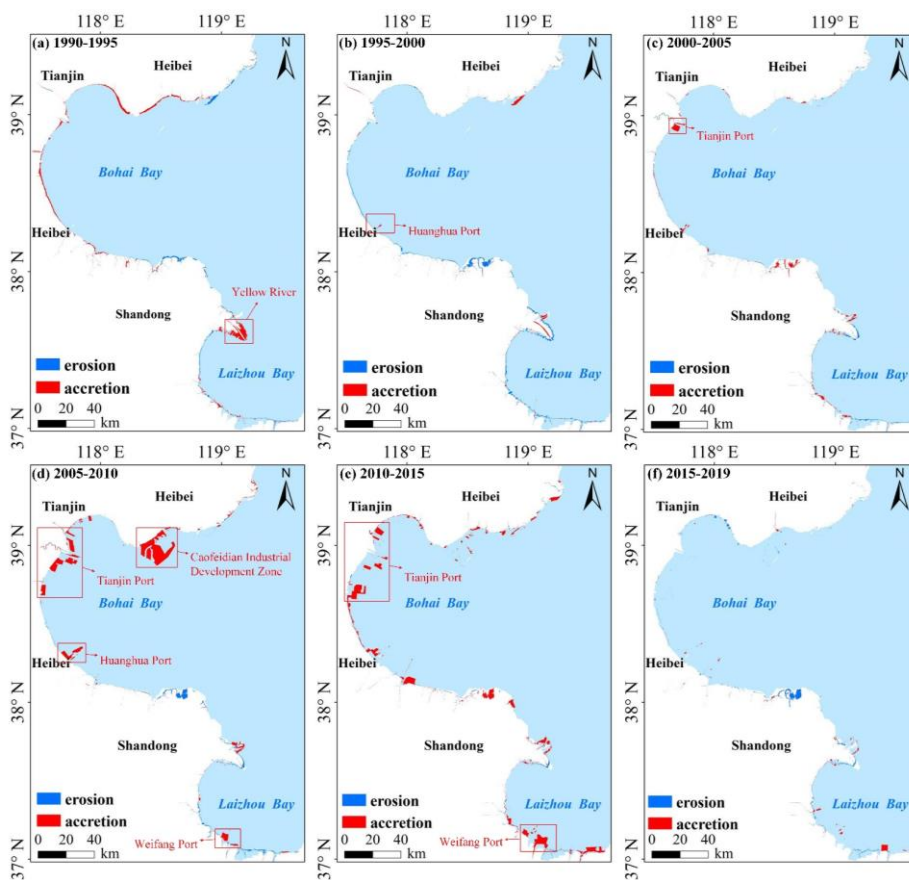 118° E 119° E 118° E 119° E 118° E 119° E
(a) 1990-1995
N
Heibei
Tianjin
39° N
Bohai Bay
Heibei
38° N
Yellow River
Shandong
erosion
accretion
Laizhou Bay
0 20 40
km
37° N
(b) 1995-2000
N
Heibei
Tianjin
39° N
Bohai Bay
Heibei
Huanghua Port
38° N
Shandong
erosion
accretion
Laizhou Bay
0 20 40
km
37° N
(c) 2000-2005
N
Heibei
Tianjin
39° N
Tianjin Port
Bohai Bay
Heibei
38° N
Shandong
erosion
accretion
Laizhou Bay
0 20 40
km
37° N
118° E 119° E 118° E 119° E 118° E 119° E
(d) 2005-2010
N
Heibei
Tianjin
39° N
Caofeidian Industrial
Development Zone
Tianjin Port
Bohai Bay
Heibei
Huanghua Port
38° N
Shandong
erosion
accretion
Laizhou Bay
0 20 40
km
Weifang Port
37° N
(e) 2010-2015
N
Heibei
Tianjin
39° N
Tianjin Port
Bohai Bay
Heibei
38° N
Shandong
erosion
accretion
Laizhou Bay
0 20 40
km
Weifang Port
37° N
(f) 2015-2019
N
Heibei
Tianjin
39° N
Bohai Bay
Heibei
38° N
Shandong
erosion
accretion
Laizhou Bay
0 20 40
km
37° N